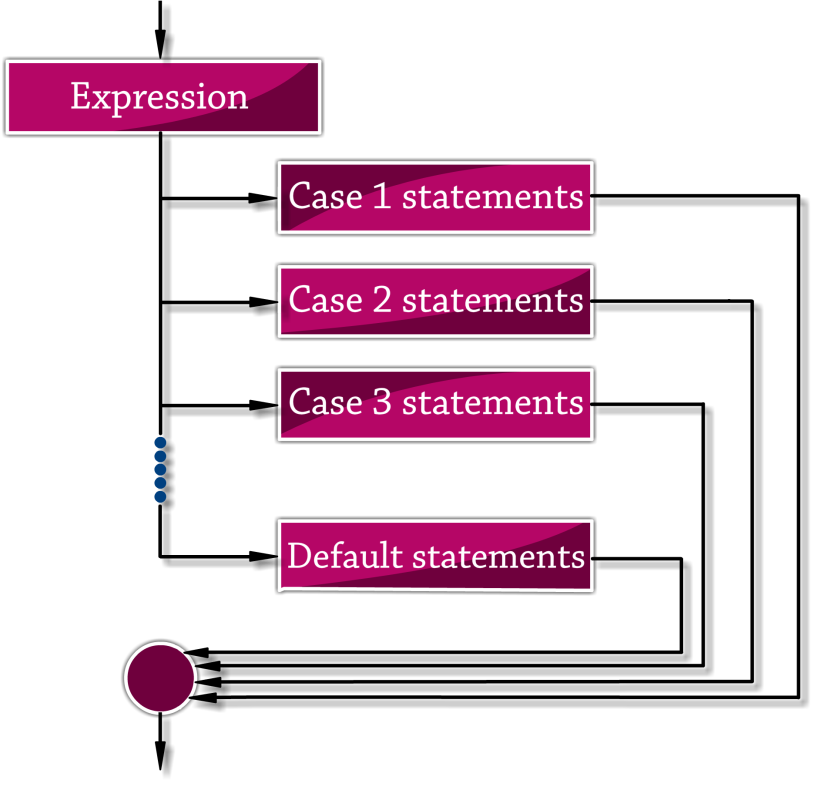 Expression
Case 1 statements
Case 2 statements
Case 3 statements
Default statements